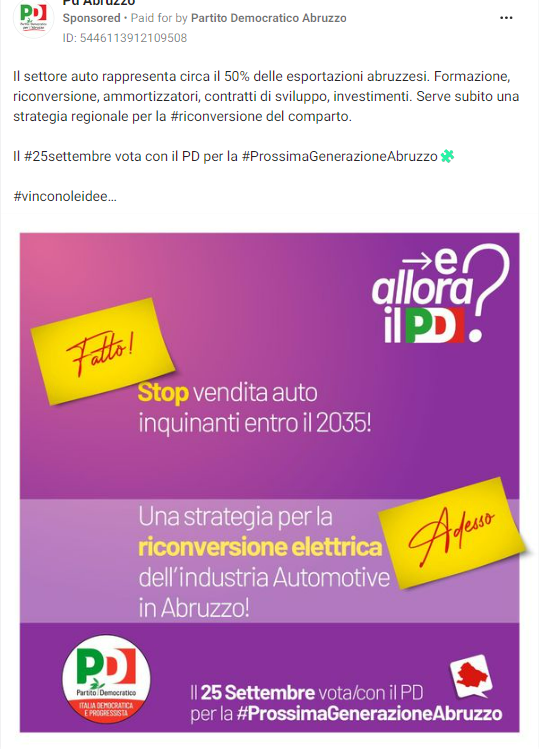 Pd Abruzzo
Sponsored • Paid for by Partito Democratico Abruzzo
ID: 5446113912109508
Il settore auto rappresenta circa il 50% delle esportazioni abruzzesi. Formazione,
riconversione, ammortizzatori, contratti di sviluppo, investimenti. Serve subito una
strategia regionale per la #riconversione del comparto.
Il #25settembre vota con il PD per la #ProssimaGenerazioneAbruzzo
#vinconoleidee...
→e
allora
il PD?
Fatto!
Stop vendita auto
inquinanti entro il 2035!
Una strategia per la
riconversione elettrica
dell'industria Automotive
in Abruzzo!
Adesso
PD
Partito Democratico
ITALIA DEMOCRATICA
E PROGRESSISTA
Il 25 Settembre vota/con il PD
per la #ProssimaGenerazioneAbruzzo